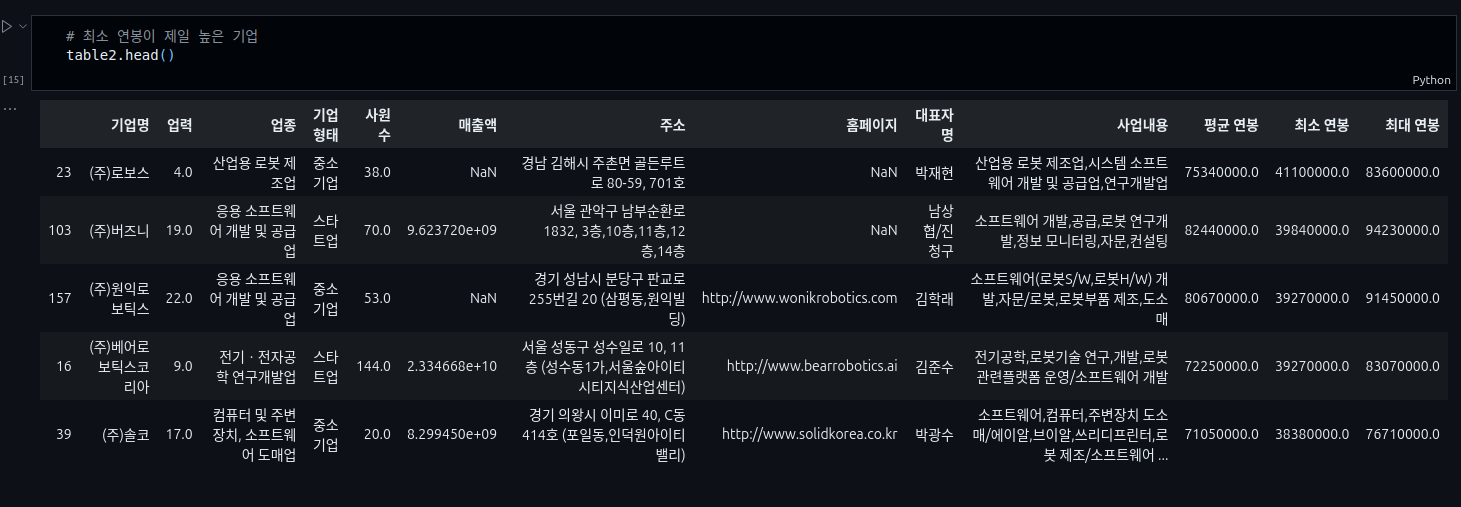 # 최소 연봉이 제일 높은 기업
table2.head()
[15]
Python
...
기업명 업력 업종 기업 형태 사원 수 매출액 주소 홈페이지 대표자 명 사업내용 평균 연봉 최소 연봉 최대 연봉
23 (주)로보스 4.0 산업용 로봇 제조업 중소기업 38.0 NaN 경남 김해시 주촌면 골든루트로 80-59, 701호 NaN 박재현 산업용 로봇 제조업,시스템 소프트웨어 개발 및 공급업,연구개발업 75340000.0 41100000.0 83600000.0
103 (주)버즈니 19.0 응용 소프트웨어 개발 및 공급업 스타트업 70.0 9.623720e+09 서울 관악구 남부순환로 1832, 3층,10층,11층,12층,14층 NaN 남상협/진청구 소프트웨어 개발,공급,로봇 연구개발,정보 모니터링,자문,컨설팅 82440000.0 39840000.0 94230000.0
157 (주)원익로보틱스 22.0 응용 소프트웨어 개발 및 공급업 중소기업 53.0 NaN 경기 성남시 분당구 판교로 255번길 20 (삼평동,원익빌딩) http://www.wonikrobotics.com 김학래 소프트웨어(로봇S/W,로봇H/W) 개발,자문/로봇,로봇부품 제조,도소매 80670000.0 39270000.0 91450000.0
16 (주)베어로보틱스코리아 9.0 전기ㆍ전자공학 연구개발업 스타트업 144.0 2.334668e+10 서울 성동구 성수일로 10, 11층 (성수동1가,서울숲아이티시티지식산업센터) http://www.bearrobotics.ai 김준수 전기공학,로봇기술 연구,개발,로봇 관련플랫폼 운영/소프트웨어 개발 72250000.0 39270000.0 83070000.0
39 (주)솔코 17.0 컴퓨터 및 주변장치, 소프트웨어 도매업 중소기업 20.0 8.299450e+09 경기 의왕시 이미로 40, C동 414호 (포일동,인덕원아이티밸리) http://www.solidkorea.co.kr 박광수 소프트웨어,컴퓨터,주변장치 도소매/에이알,브이알,쓰리디프린터,로봇 제조/소프트웨어 ... 71050000.0 38380000.0 76710000.0